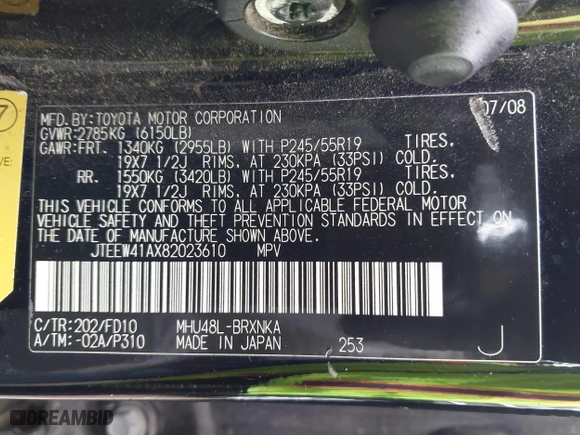 07/08
MFD.BY:TOYOTA MOTOR CORPORATION
GVWR:2785KG (6150LB)
GAWR:FRT. 1340KG (2955LB) WITH P245/55R19 TIRES,
19X7 1/2J RIMS, AT 230KPA (33PSI) COLD.
RR. 1550KG (3420LB) WITH P245/55R19 TIRES,
19X7 1/2J RIMS, AT 230KPA (33PSI) COLD.
THIS VEHICLE CONFORMS TO ALL APPLICABLE FEDERAL MOTOR
VEHICLE SAFETY AND THEFT PREVENTION STANDARDS IN EFFECT ON
THE DATE OF MANUFACTURE SHOWN ABOVE.
JTEEW41AX82023610 MPV
C/TR:202/FD10 MHU48L-BRXNKA
A/TM:-02A/P310 MADE IN JAPAN 253 J
7
VE:
DREAMBID